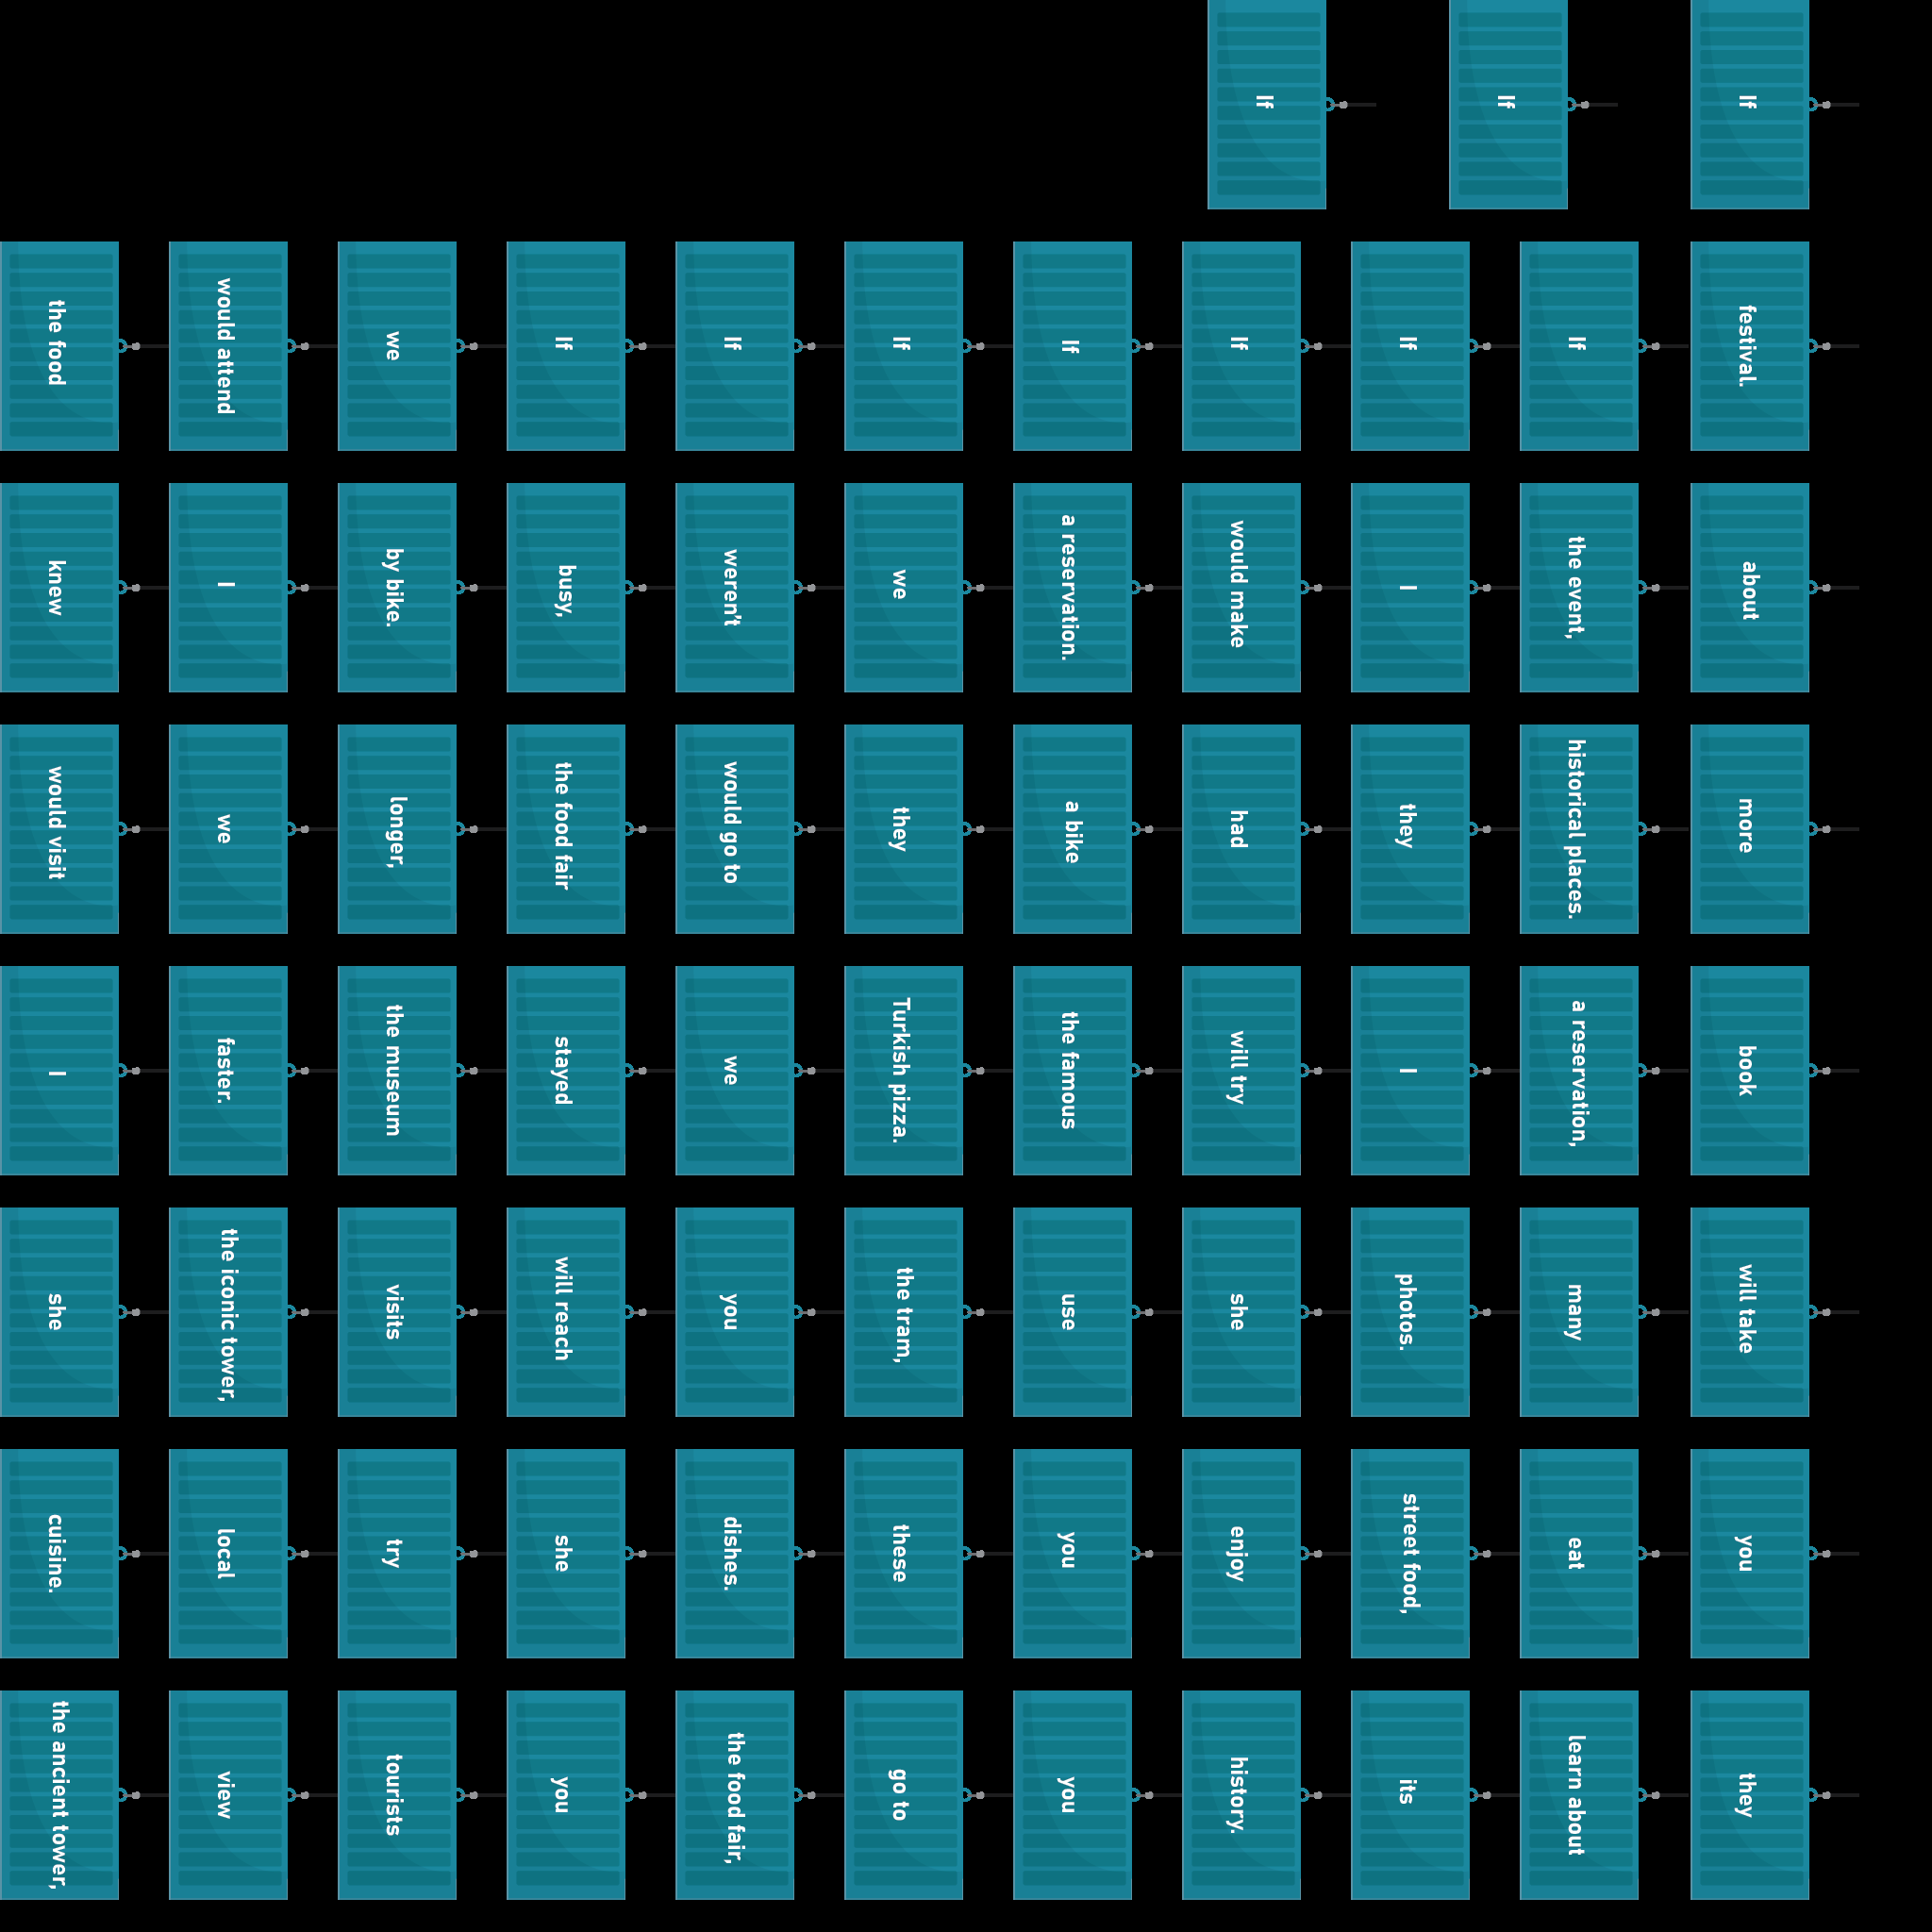 If
festival.
about
more
book
will take
you
they
If
the event,
historical places.
a reservation,
many
eat
learn about
If
If
I
they
I
photos.
street food,
its
If
If
would make
had
will try
she
enjoy
history.
If
a reservation.
a bike
the famous
use
you
you
If
we
they
Turkish pizza.
the tram,
these
go to
If
weren't
would go to
we
you
dishes.
the food fair,
If
busy,
the food fair
stayed
will reach
she
you
we
by bike.
longer,
the museum
visits
try
tourists
would attend
I
we
faster.
the iconic tower,
local
view
the food
knew
would visit
I
she
cuisine.
the ancient tower,